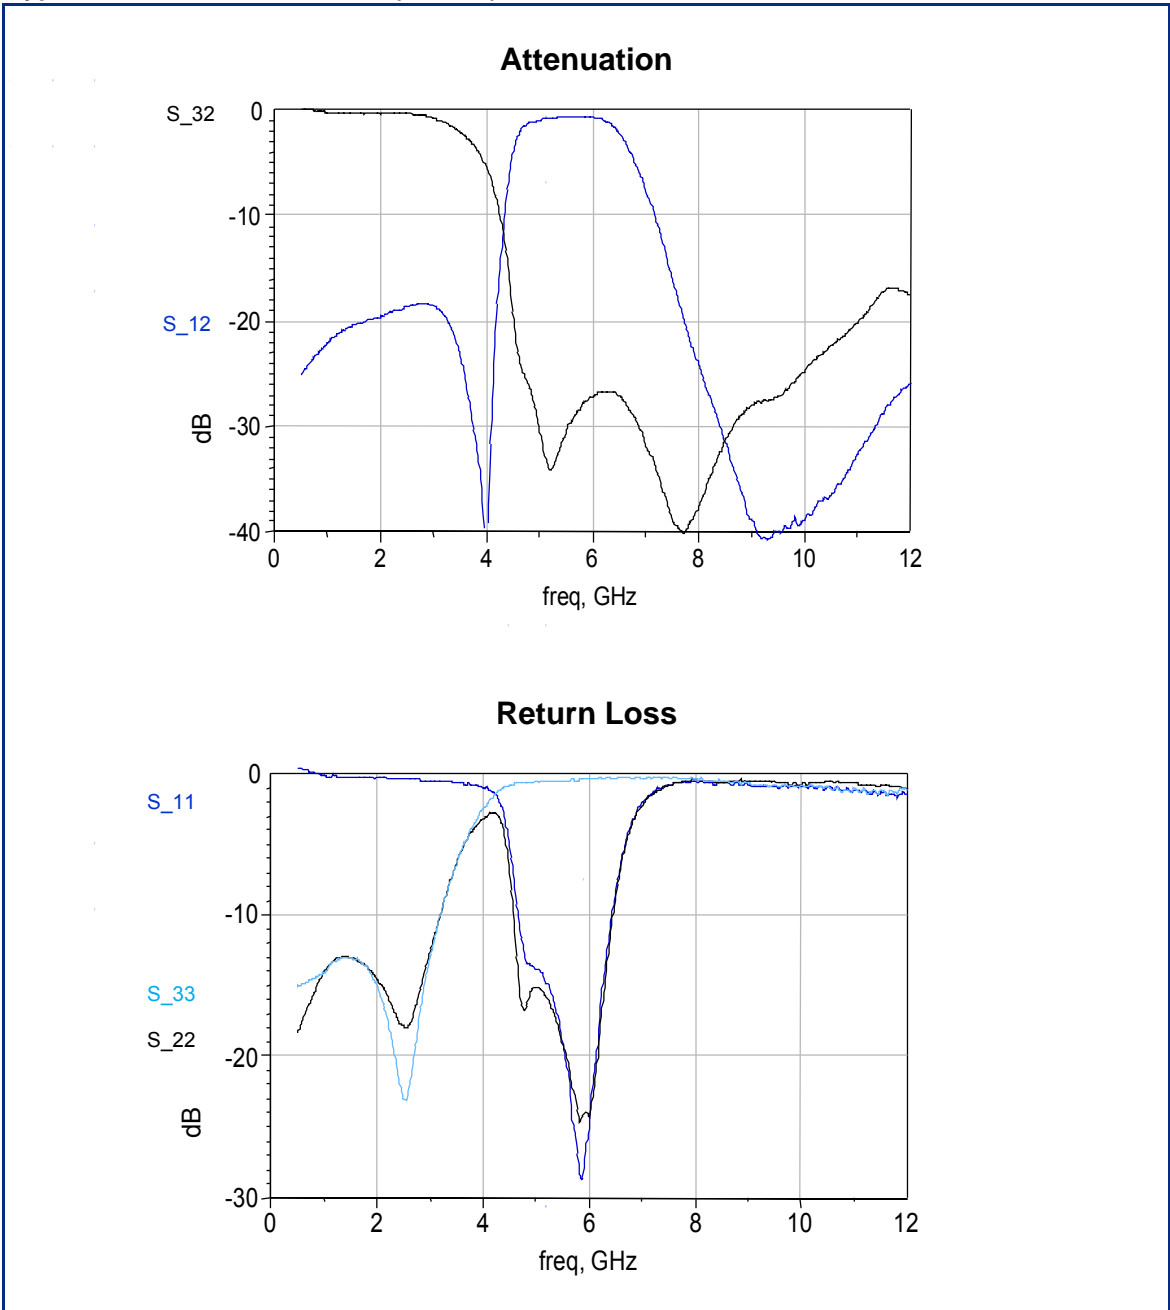 Attenuation
S_32
0
-10
S_12
-20
dB
-30
-40
0 2 4 6 8 10 12
freq, GHz
Return Loss
0
S_11
-10
S_33
S_22
-20
dB
-30
0 2 4 6 8 10 12
freq, GHz